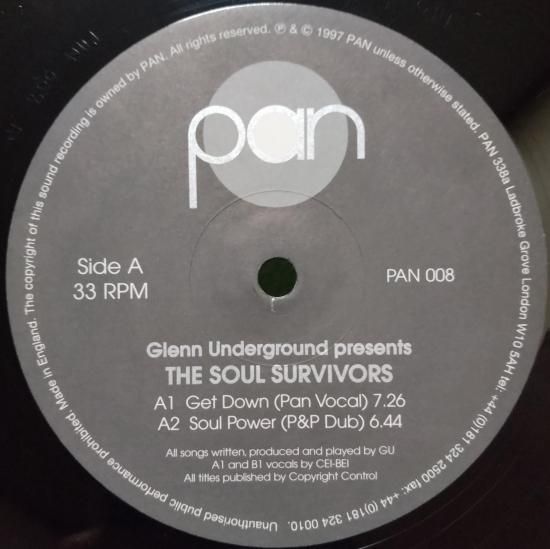 pan
Side A
33 RPM
PAN 008
Glenn Underground presents
THE SOUL SURVIVORS
A1 Get Down (Pan Vocal) 7.26
A2 Soul Power (P&P Dub) 6.44
All songs written, produced and played by GU
A1 and B1 vocals by CEI-BEI
All titles published by Copyright Control
Unauthorised public performance prohibited. Made in England. The copyright of this sound recording is owned by PAN. All rights reserved. ℗ & © 1997 PAN unless otherwise stated. PAN 338a Ladbroke Grove London W10 5AH tel: +44 (0)181 324 2500 fax: +44 (0)181 324 0010.